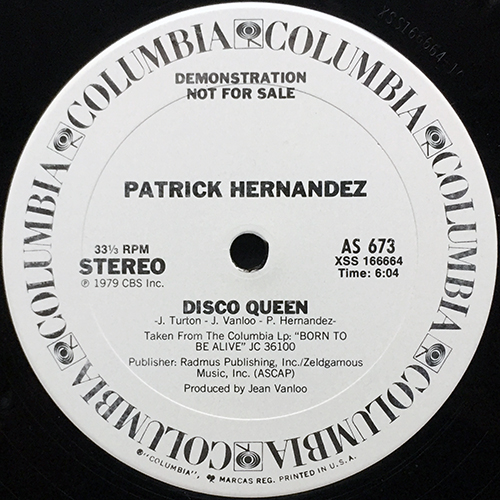 COLUMBIA COLUMBIA COLUMBIA COLUMBIA COLUMBIA COLUMBIA COLUMBIA COLUMBIA
DEMONSTRATION
NOT FOR SALE
PATRICK HERNANDEZ
33⅓ RPM
STEREO
℗ 1979 CBS Inc.
AS 673
XSS 166664
Time: 6:04
DISCO QUEEN
-J. Turton - J. Vanloo - P. Hernandez-
Taken From The Columbia Lp: "BORN TO
BE ALIVE" JC 36100
Publisher: Radmus Publishing, Inc./Zeldgamous
Music, Inc. (ASCAP)
Produced by Jean Vanloo
®"COLUMBIA", MARCAS REG. PRINTED IN U.S.A.